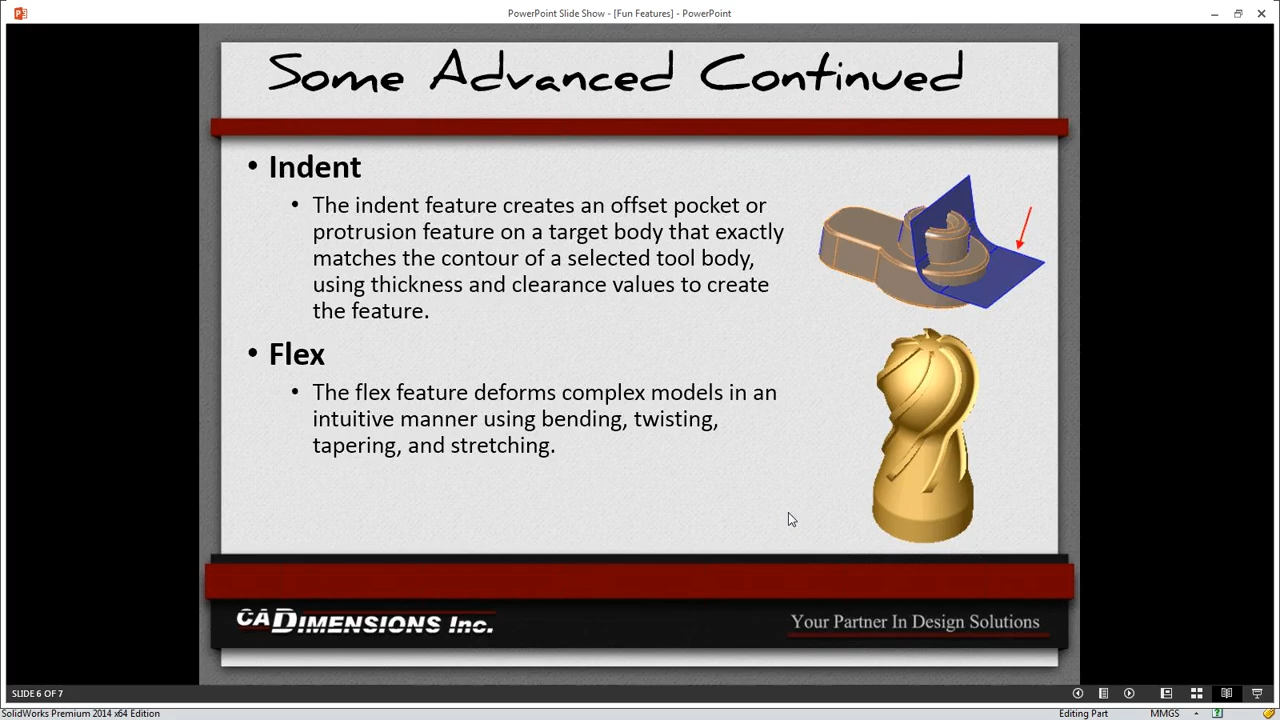 PowerPoint Slide Show - [Fun Features] - PowerPoint
Some Advanced Continued
• Indent
• The indent feature creates an offset pocket or
protrusion feature on a target body that exactly
matches the contour of a selected tool body,
using thickness and clearance values to create
the feature.
• Flex
• The flex feature deforms complex models in an
intuitive manner using bending, twisting,
tapering, and stretching.
CADIMENSIONS INC.
Your Partner In Design Solutions
SLIDE 6 OF 7
SolidWorks Premium 2014 x64 Edition
Editing Part
MMGS